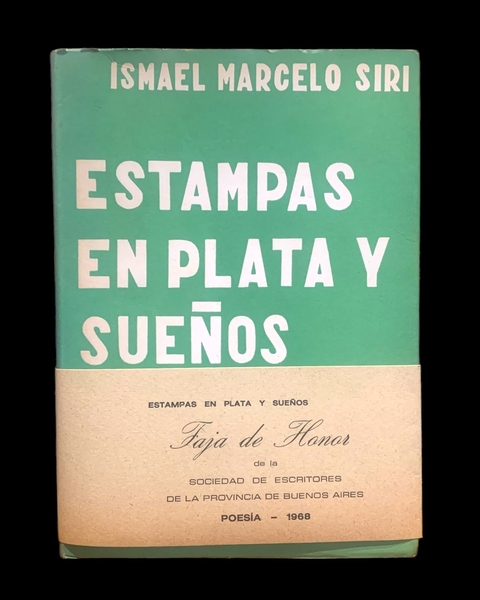 ISMAEL MARCELO SIRI
ESTAMPAS
EN PLATA Y
SUEÑOS
ESTAMPAS EN PLATA Y SUEÑOS
Faja de Honor
de la
SOCIEDAD DE ESCRITORES
DE LA PROVINCIA DE BUENOS AIRES
POESÍA - 1968